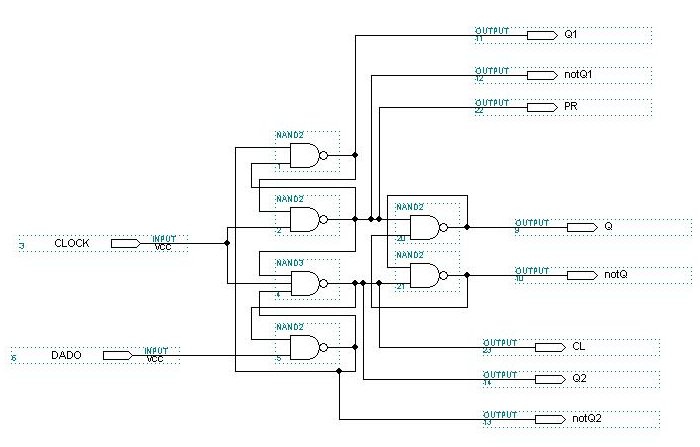 OUTPUT Q1
11
OUTPUT notQ1
12
OUTPUT PR
22
NAND2
1
NAND2
2
NAND2
20
OUTPUT Q
9
3 CLOCK INPUT
VCC
NAND3
4
NAND2
21
OUTPUT notQ
10
NAND2
5
OUTPUT CL
23
6 DADO INPUT
VCC
OUTPUT Q2
14
OUTPUT notQ2
13